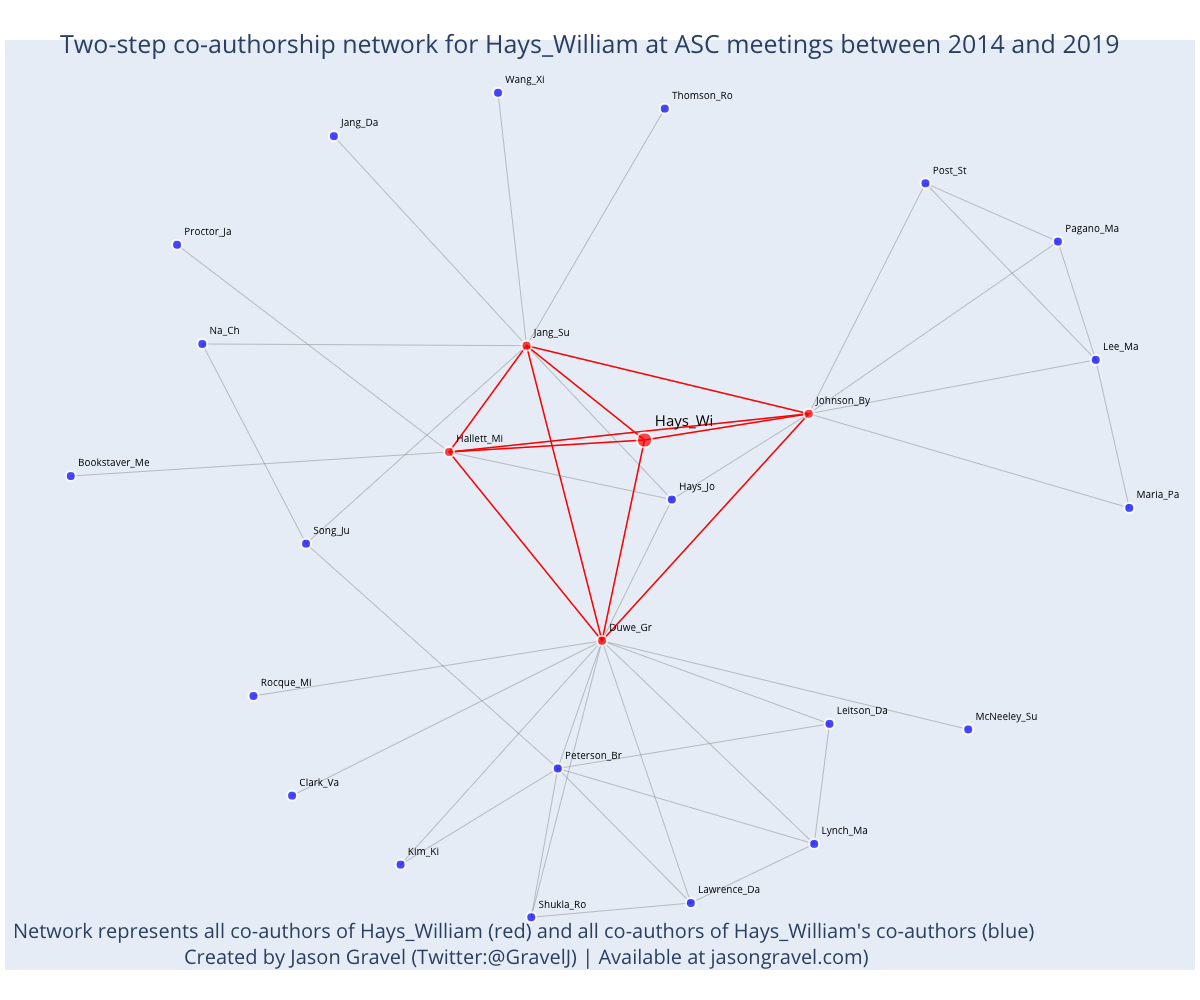 Two-step co-authorship network for Hays_William at ASC meetings between 2014 and 2019
Wang_Xi
Thomson_Ro
Jang_Da
Post_St
Pagano_Ma
Proctor_Ja
Na_Ch
Jang_Su
Lee_Ma
Johnson_By
Hays_Wi
Hallett_Mi
Bookstaver_Me
Hays_Jo
Maria_Pa
Song_Ju
Duwe_Gr
Rocque_Mi
Leitson_Da
McNeeley_Su
Peterson_Br
Clark_Va
Lynch_Ma
Kim_Ki
Lawrence_Da
Shukla_Ro
Network represents all co-authors of Hays_William (red) and all co-authors of Hays_William's co-authors (blue)
Created by Jason Gravel (Twitter:@GravelJ) | Available at jasongravel.com)